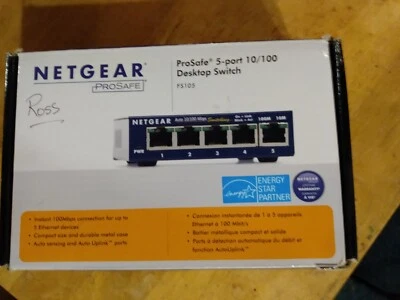 NETGEAR®
PROSAFE
Ross
ProSafe® 5-port 10/100
Desktop Switch
FS105
NETGEAR
100M 10M
PWR 1 2 3 4 5
ENERGY
STAR
PARTNER
NETGEAR
• Instant 100Mbps connection for up to
5 Ethernet devices
• Compact size and durable metal case
• Auto sensing and Auto Uplink™ ports
• Connexion instantanée de 1 à 5 appareils
Ethernet à 100 Mbit/s
• Boîtier métallique compact et solide
• Ports à détection automatique du débit et
fonction AutoUplink™